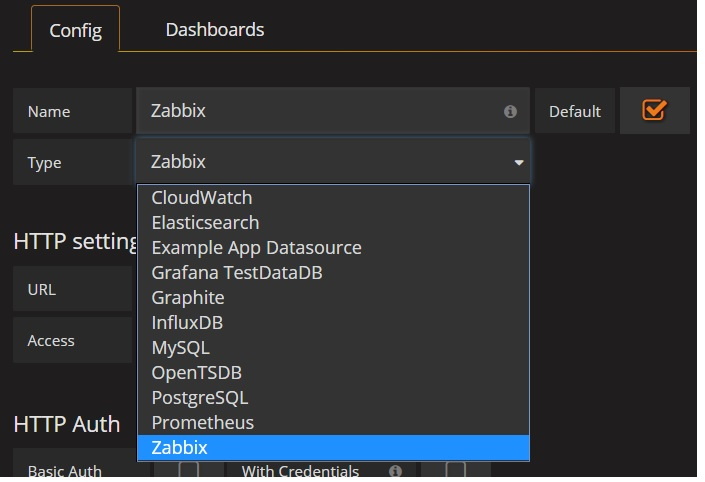 Config Dashboards
Name Zabbix Default
Type Zabbix
CloudWatch
Elasticsearch
Example App Datasource
HTTP setting
Grafana TestDataDB
URL
Graphite
InfluxDB
Access
MySQL
OpenTSDB
PostgreSQL
HTTP Auth
Prometheus
Zabbix
Basic Auth With Credentials